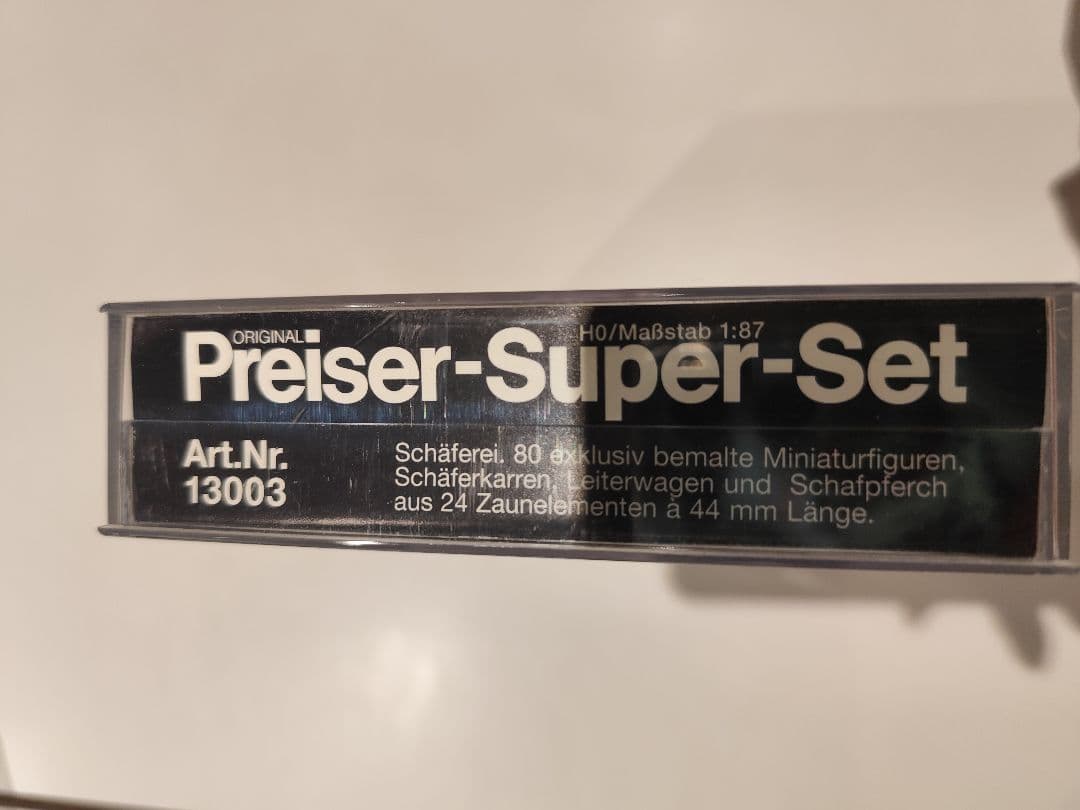 ORIGINAL
H0/Maßstab 1:87
Preiser-Super-Set
Art.Nr.
13003
Schäferei. 80 exklusiv bemalte Miniaturfiguren,
Schäferkarren, Leiterwagen und Schafpferch
aus 24 Zaunelementen à 44 mm Länge.